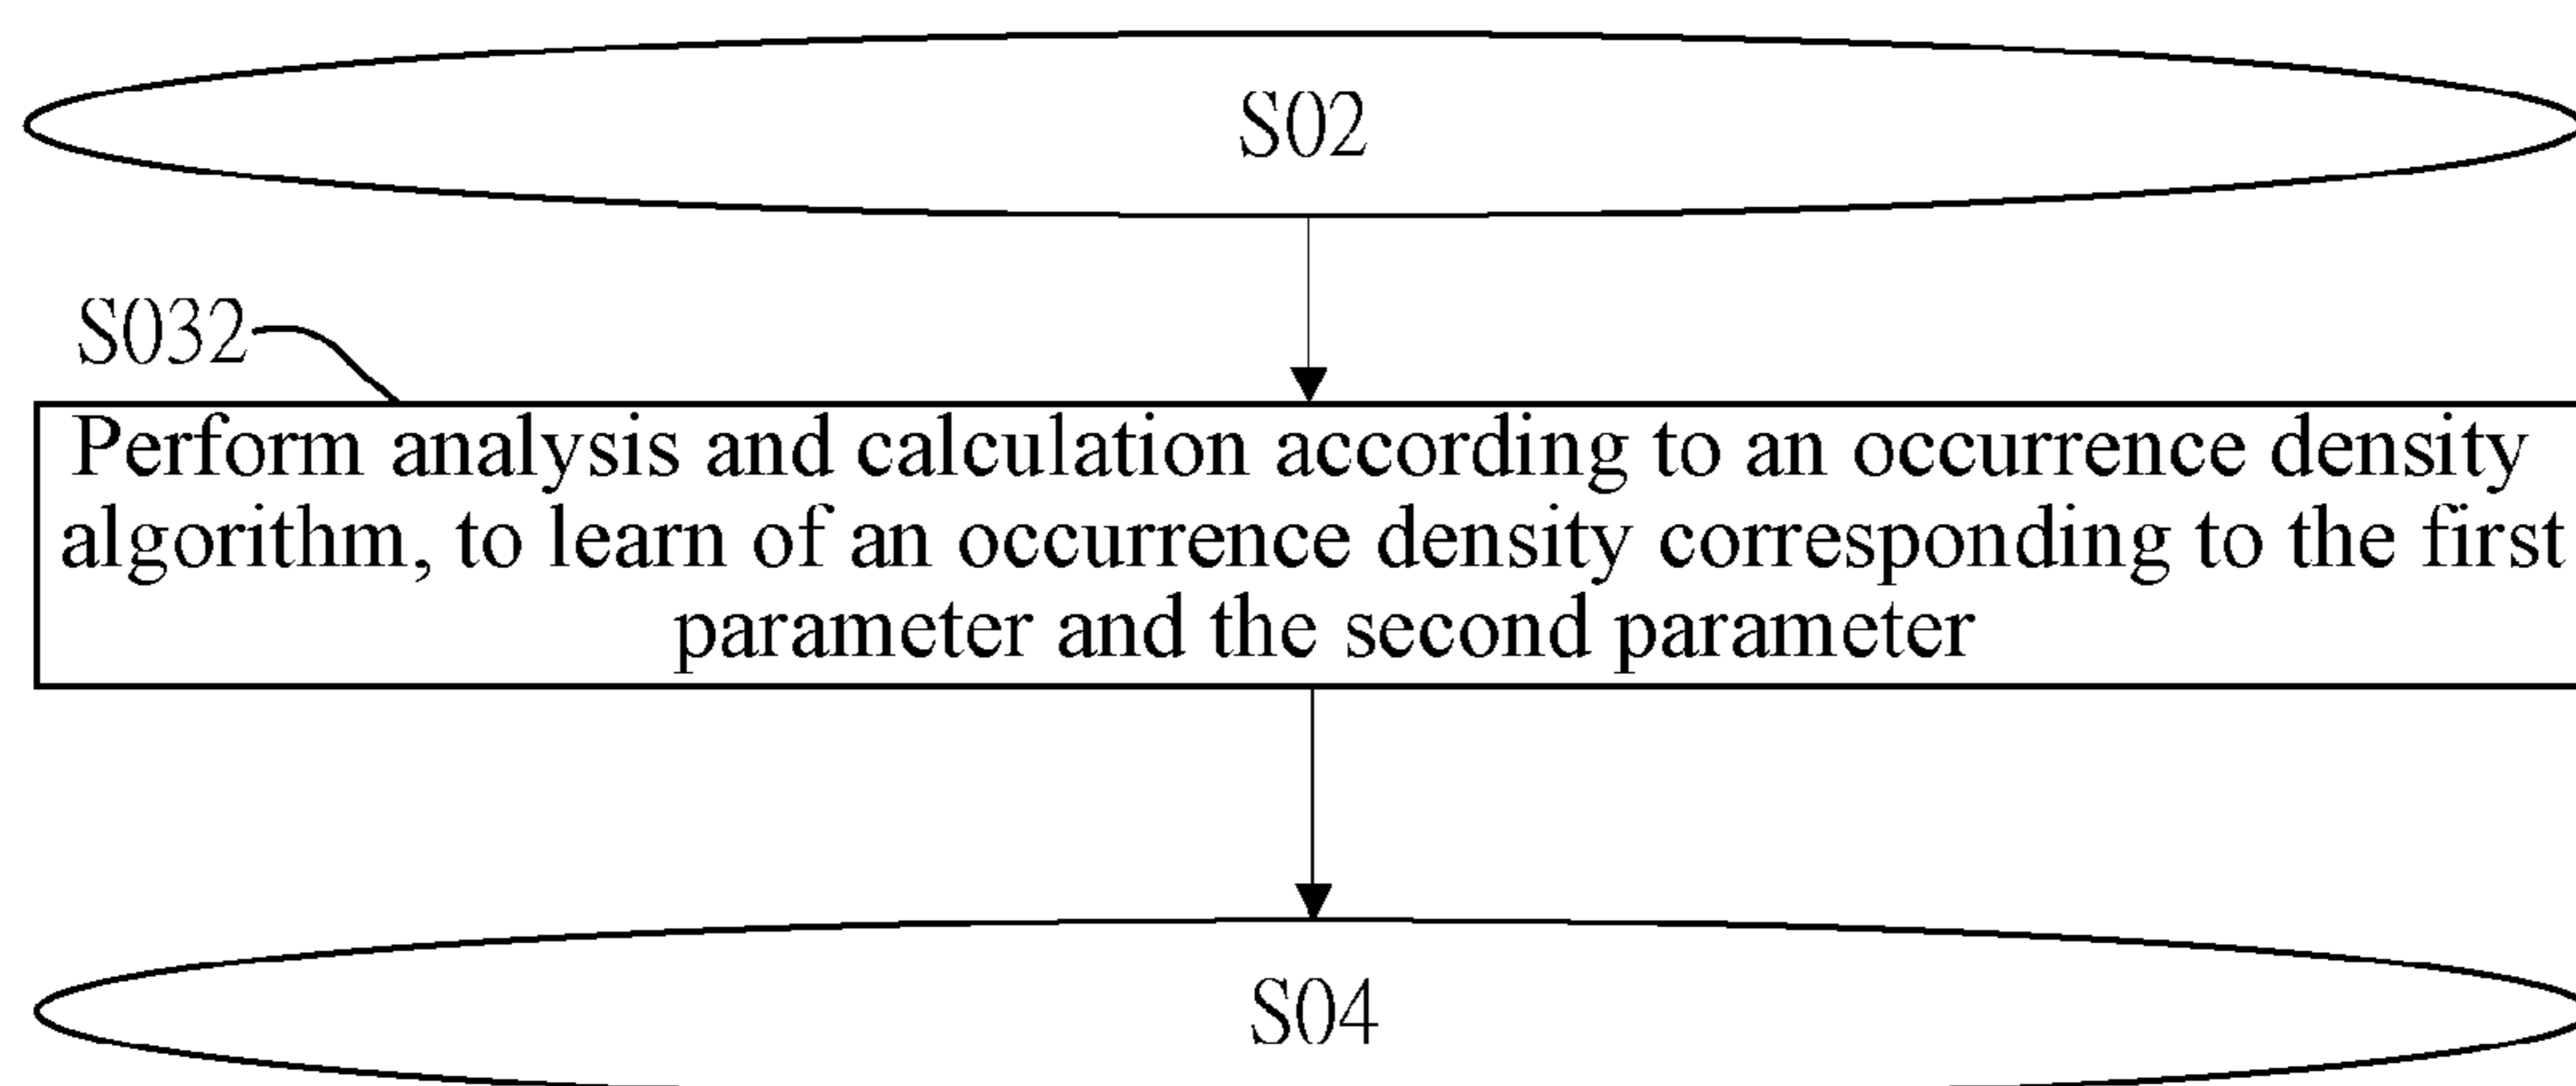 S02
S032
Perform analysis and calculation according to an occurrence density
algorithm, to learn of an occurrence density corresponding to the first
parameter and the second parameter
S04